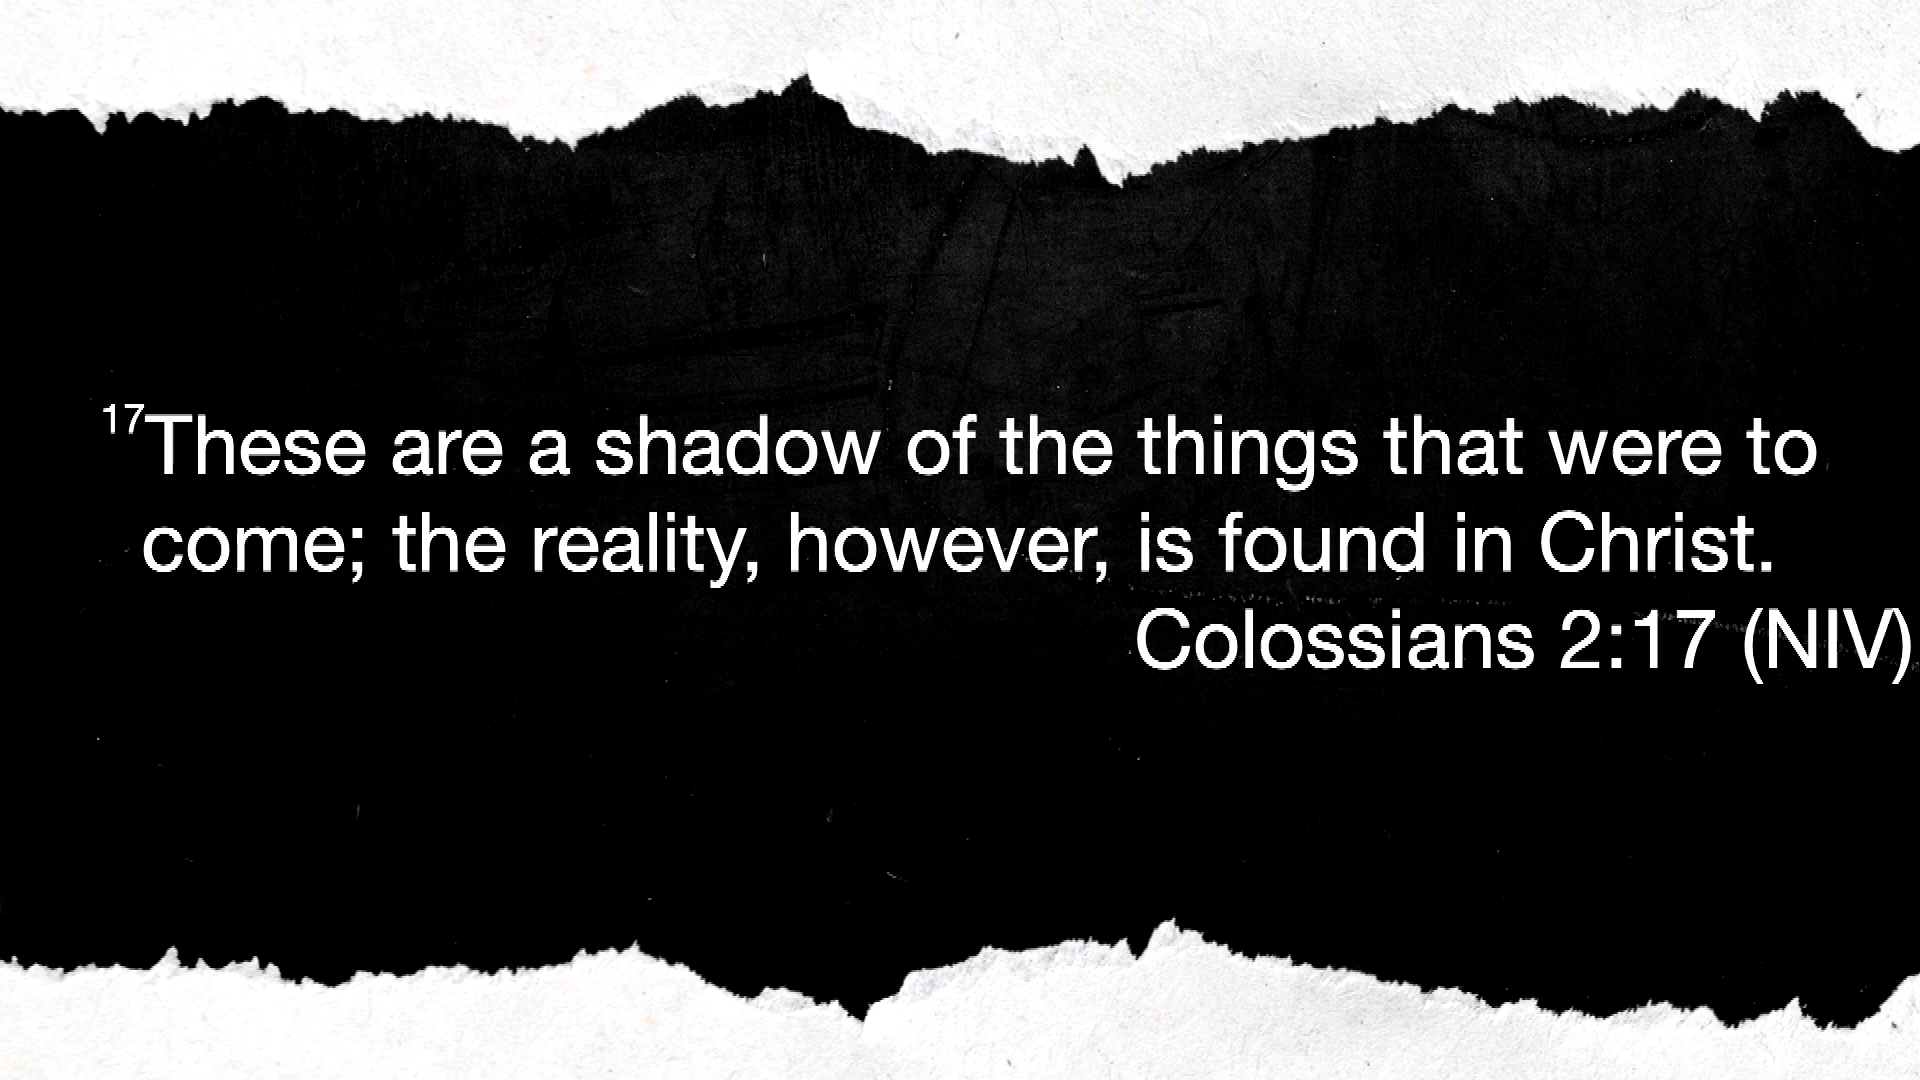 17These are a shadow of the things that were to
come; the reality, however, is found in Christ.
Colossians 2:17 (NIV)